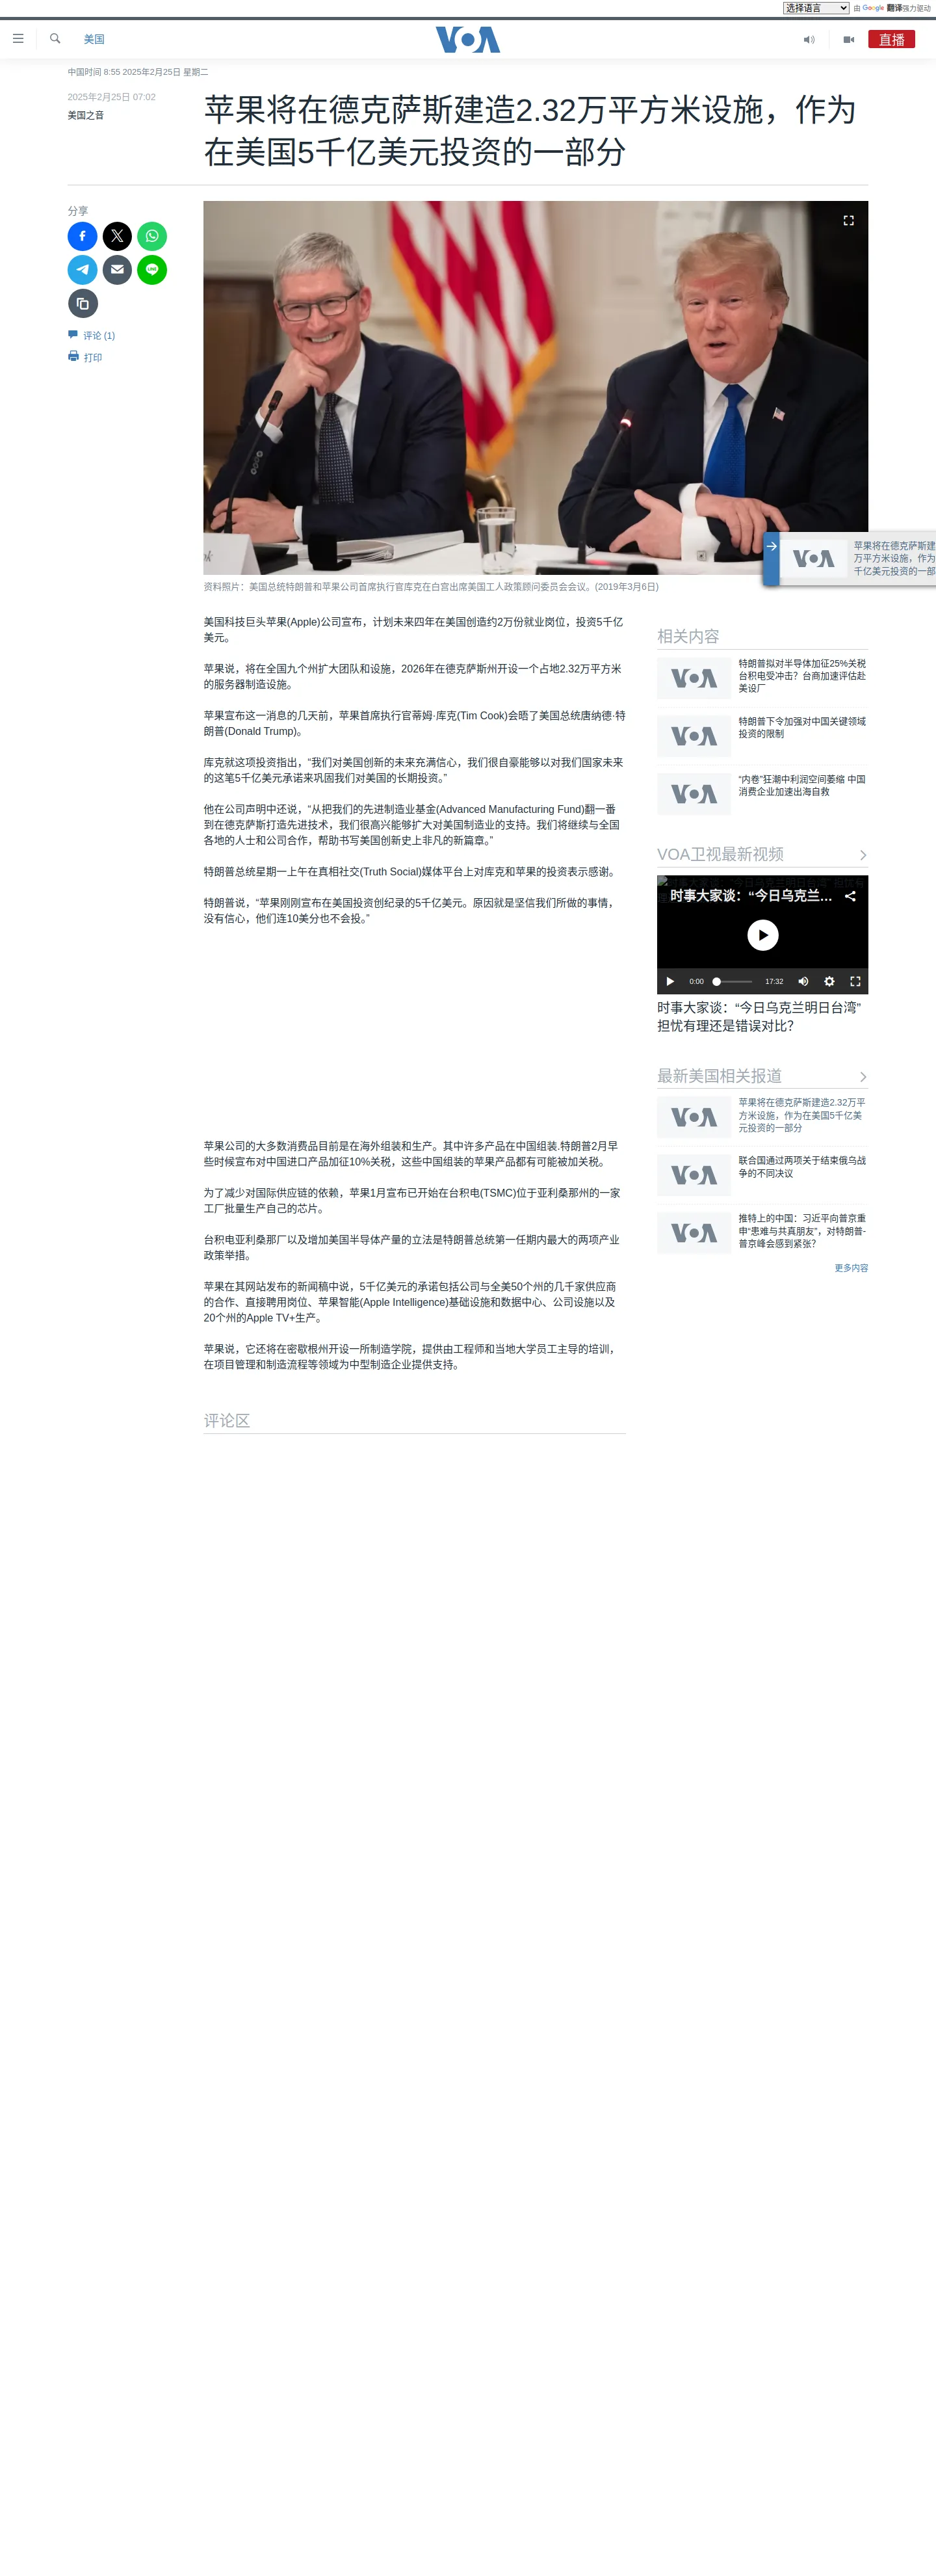 选择语言
由 Google 翻译强力驱动
美国
VOA
直播
中国时间 8:55 2025年2月25日 星期二
2025年2月25日 07:02
美国之音
苹果将在德克萨斯建造2.32万平方米设施，作为
在美国5千亿美元投资的一部分
分享
评论 (1)
打印
苹果将在德克萨斯建
万平方米设施，作为
千亿美元投资的一部
VOA
资料照片：美国总统特朗普和苹果公司首席执行官库克在白宫出席美国工人政策顾问委员会会议。(2019年3月6日)
美国科技巨头苹果(Apple)公司宣布，计划未来四年在美国创造约2万份就业岗位，投资5千亿
美元。
苹果说，将在全国九个州扩大团队和设施，2026年在德克萨斯州开设一个占地2.32万平方米
的服务器制造设施。
苹果宣布这一消息的几天前，苹果首席执行官蒂姆·库克(Tim Cook)会晤了美国总统唐纳德·特
朗普(Donald Trump)。
库克就这项投资指出，“我们对美国创新的未来充满信心，我们很自豪能够以对我们国家未来
的这笔5千亿美元承诺来巩固我们对美国的长期投资。”
他在公司声明中还说，“从把我们的先进制造业基金(Advanced Manufacturing Fund)翻一番
到在德克萨斯打造先进技术，我们很高兴能够扩大对美国制造业的支持。我们将继续与全国
各地的人士和公司合作，帮助书写美国创新史上非凡的新篇章。”
特朗普总统星期一上午在真相社交(Truth Social)媒体平台上对库克和苹果的投资表示感谢。
特朗普说，“苹果刚刚宣布在美国投资创纪录的5千亿美元。原因就是坚信我们所做的事情，
没有信心，他们连10美分也不会投。”
苹果公司的大多数消费品目前是在海外组装和生产。其中许多产品在中国组装.特朗普2月早
些时候宣布对中国进口产品加征10%关税，这些中国组装的苹果产品都有可能被加关税。
为了减少对国际供应链的依赖，苹果1月宣布已开始在台积电(TSMC)位于亚利桑那州的一家
工厂批量生产自己的芯片。
台积电亚利桑那厂以及增加美国半导体产量的立法是特朗普总统第一任期内最大的两项产业
政策举措。
苹果在其网站发布的新闻稿中说，5千亿美元的承诺包括公司与全美50个州的几千家供应商
的合作、直接聘用岗位、苹果智能(Apple Intelligence)基础设施和数据中心、公司设施以及
20个州的Apple TV+生产。
苹果说，它还将在密歇根州开设一所制造学院，提供由工程师和当地大学员工主导的培训，
在项目管理和制造流程等领域为中型制造企业提供支持。
评论区
相关内容
VOA
特朗普拟对半导体加征25%关税
台积电受冲击？台商加速评估赴
美设厂
VOA
特朗普下令加强对中国关键领域
投资的限制
VOA
“内卷”狂潮中利润空间萎缩 中国
消费企业加速出海自救
VOA卫视最新视频
时事大家谈：“今日乌克兰...
0:00
17:32
时事大家谈：“今日乌克兰明日台湾”
担忧有理还是错误对比？
最新美国相关报道
VOA
苹果将在德克萨斯建造2.32万平
方米设施，作为在美国5千亿美
元投资的一部分
VOA
联合国通过两项关于结束俄乌战
争的不同决议
VOA
推特上的中国：习近平向普京重
申“患难与共真朋友”，对特朗普-
普京峰会感到紧张？
更多内容